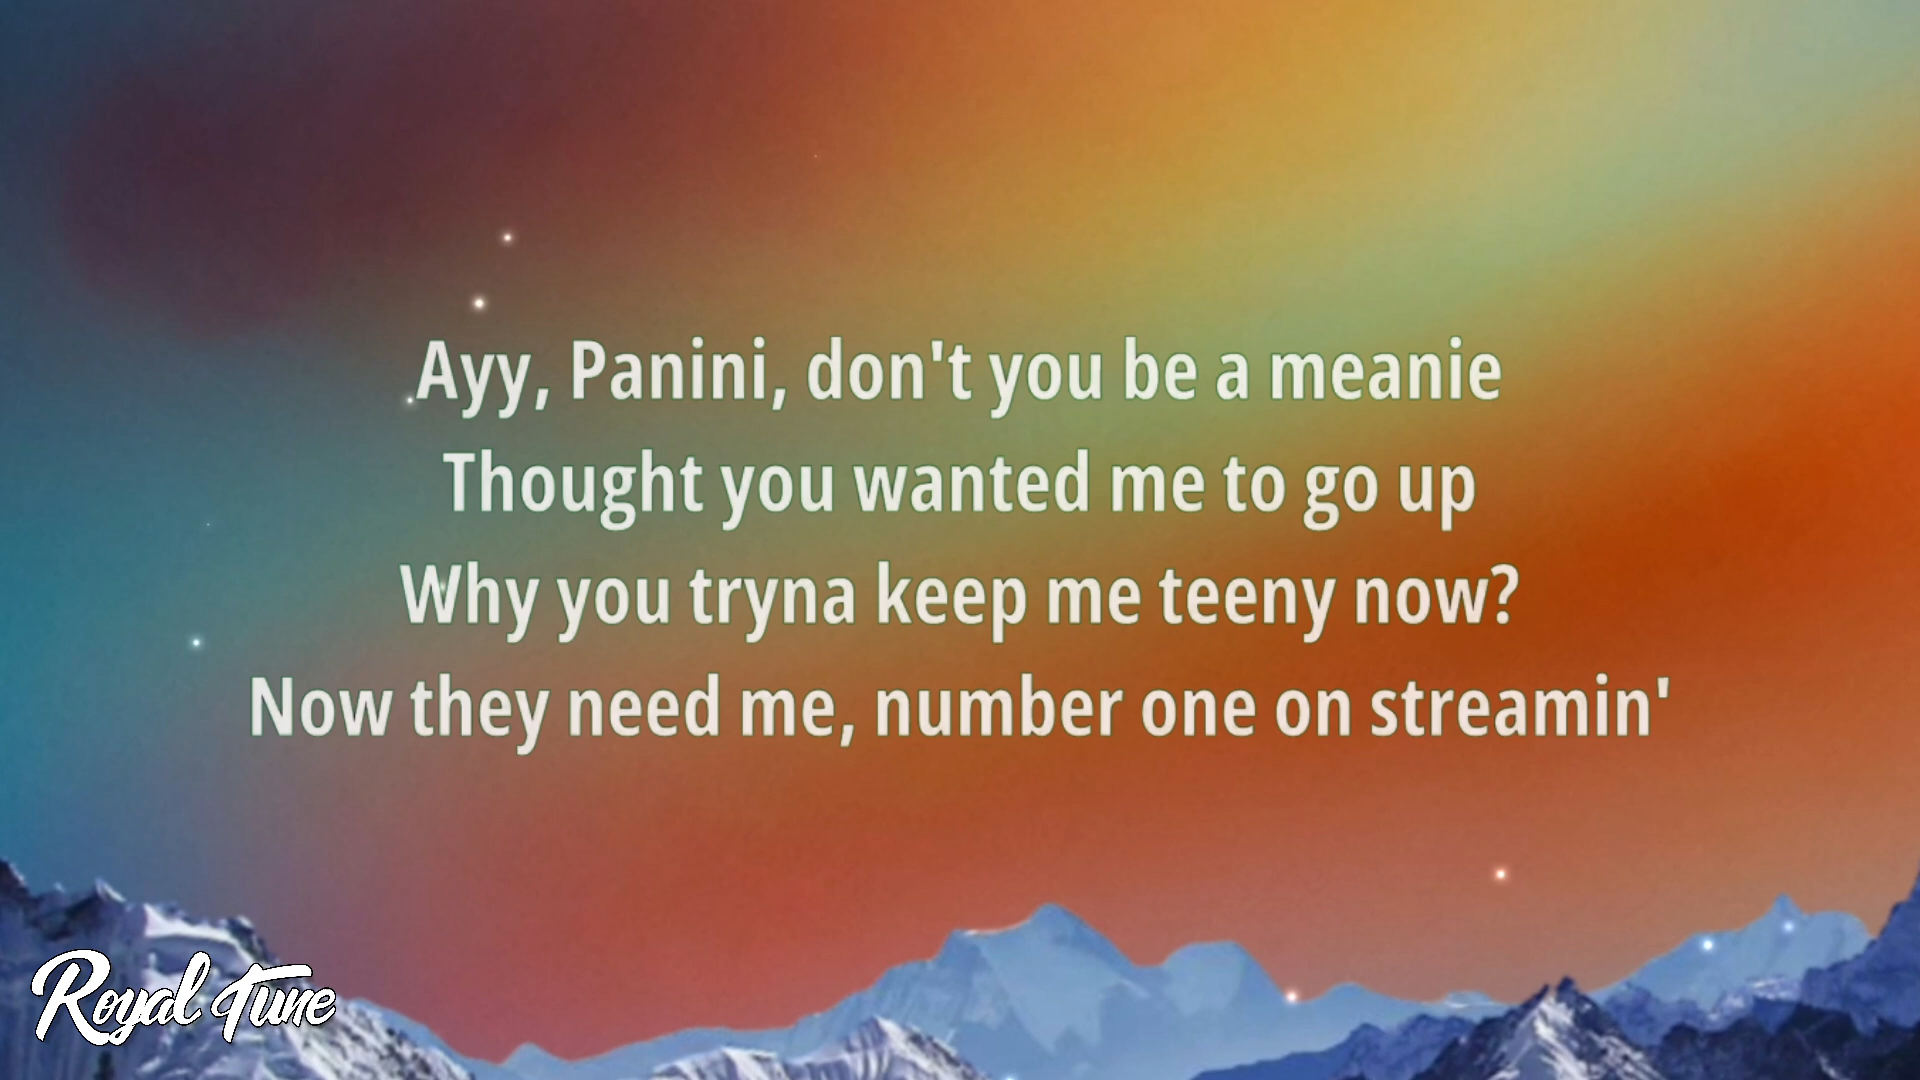 Ayy, Panini, don't you be a meanie
Thought you wanted me to go up
Why you tryna keep me teeny now?
Now they need me, number one on streamin'
Royal Tune